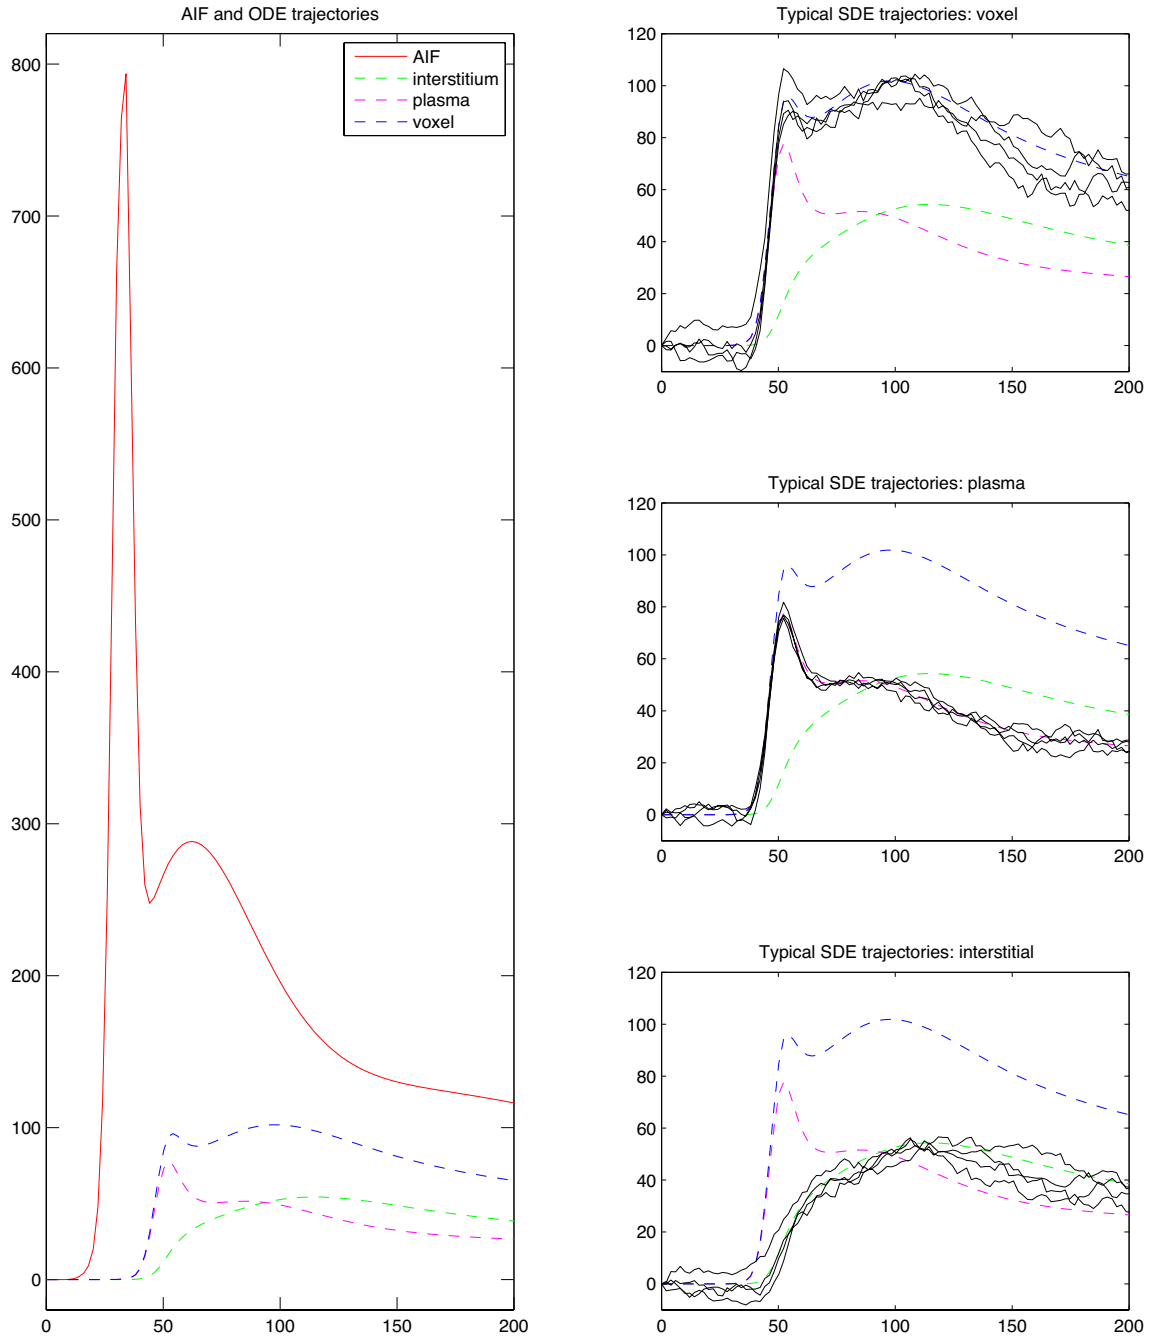 AIF and ODE trajectories
800
700
600
500
400
300
200
100
0
0 50 100 150 200
AIF
interstitium
plasma
voxel
Typical SDE trajectories: voxel
120
100
80
60
40
20
0
0 50 100 150 200
Typical SDE trajectories: plasma
120
100
80
60
40
20
0
0 50 100 150 200
Typical SDE trajectories: interstitial
120
100
80
60
40
20
0
0 50 100 150 200